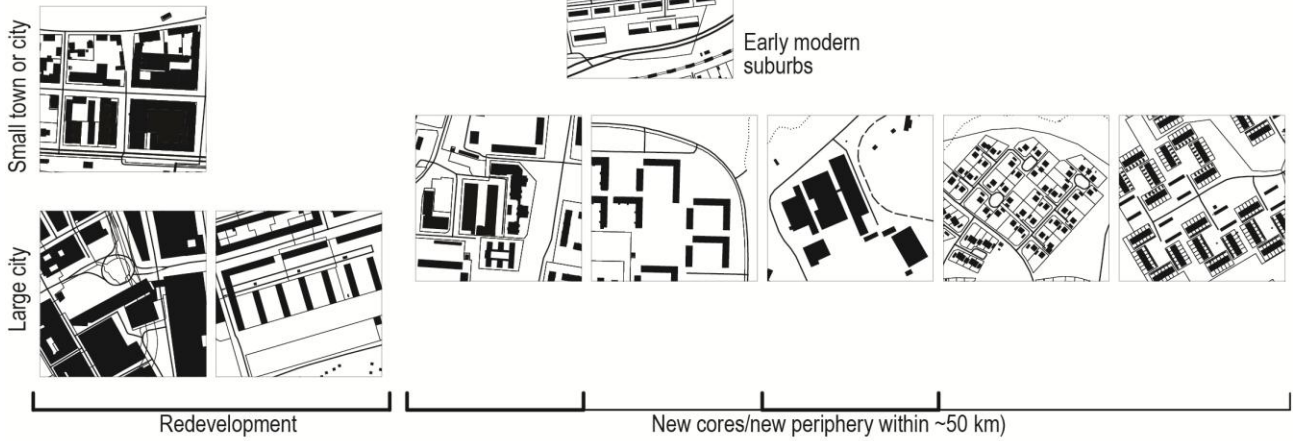 Small town or city
Early modern
suburbs
Large city
Redevelopment
New cores/new periphery within ~50 km)